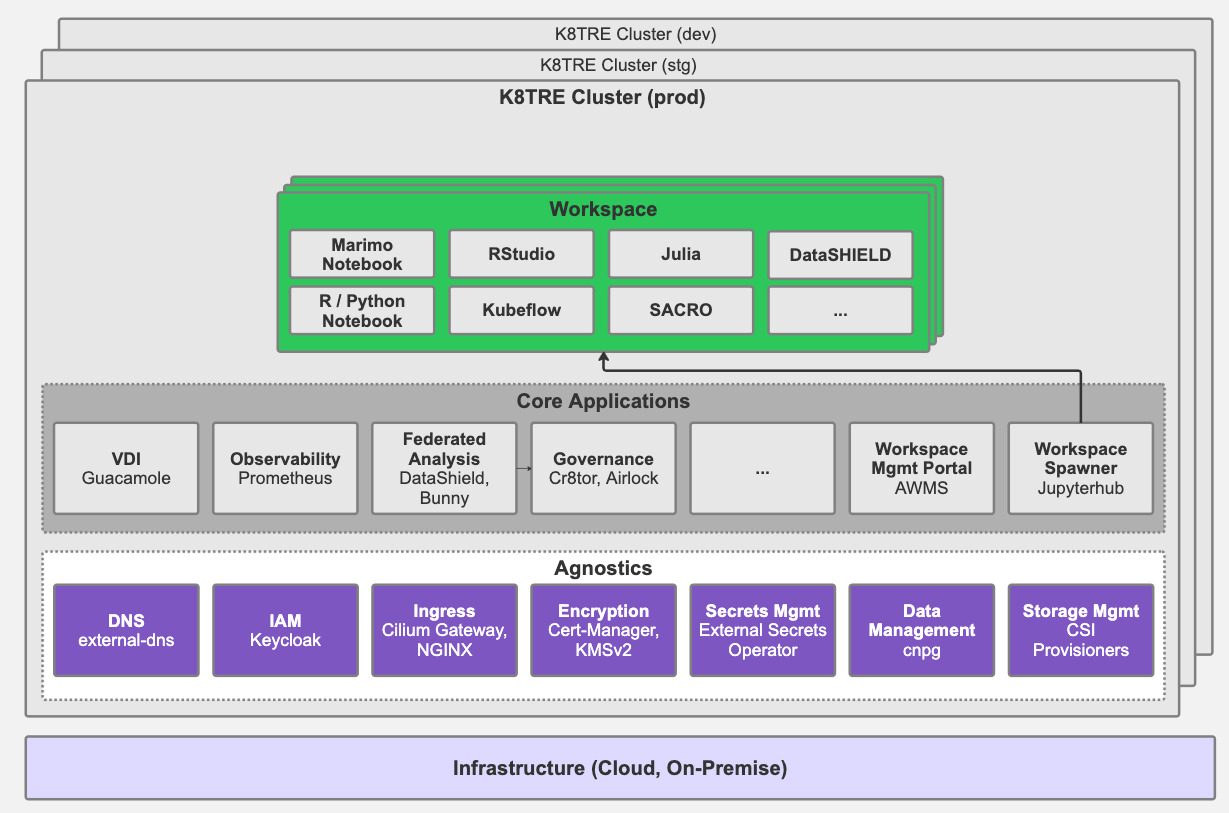 K8TRE Cluster (dev)
K8TRE Cluster (stg)
K8TRE Cluster (prod)
Workspace
Marimo
Notebook
RStudio
Julia
DataSHIELD
R / Python
Notebook
Kubeflow
SACRO
...
Core Applications
VDI
Guacamole
Observability
Prometheus
Federated
Analysis
DataShield,
Bunny
Governance
Cr8tor, Airlock
...
Workspace
Mgmt Portal
AWMS
Workspace
Spawner
Jupyterhub
Agnostics
DNS
external-dns
IAM
Keycloak
Ingress
Cilium Gateway,
NGINX
Encryption
Cert-Manager,
KMSv2
Secrets Mgmt
External Secrets
Operator
Data
Management
cnpg
Storage Mgmt
CSI
Provisioners
Infrastructure (Cloud, On-Premise)